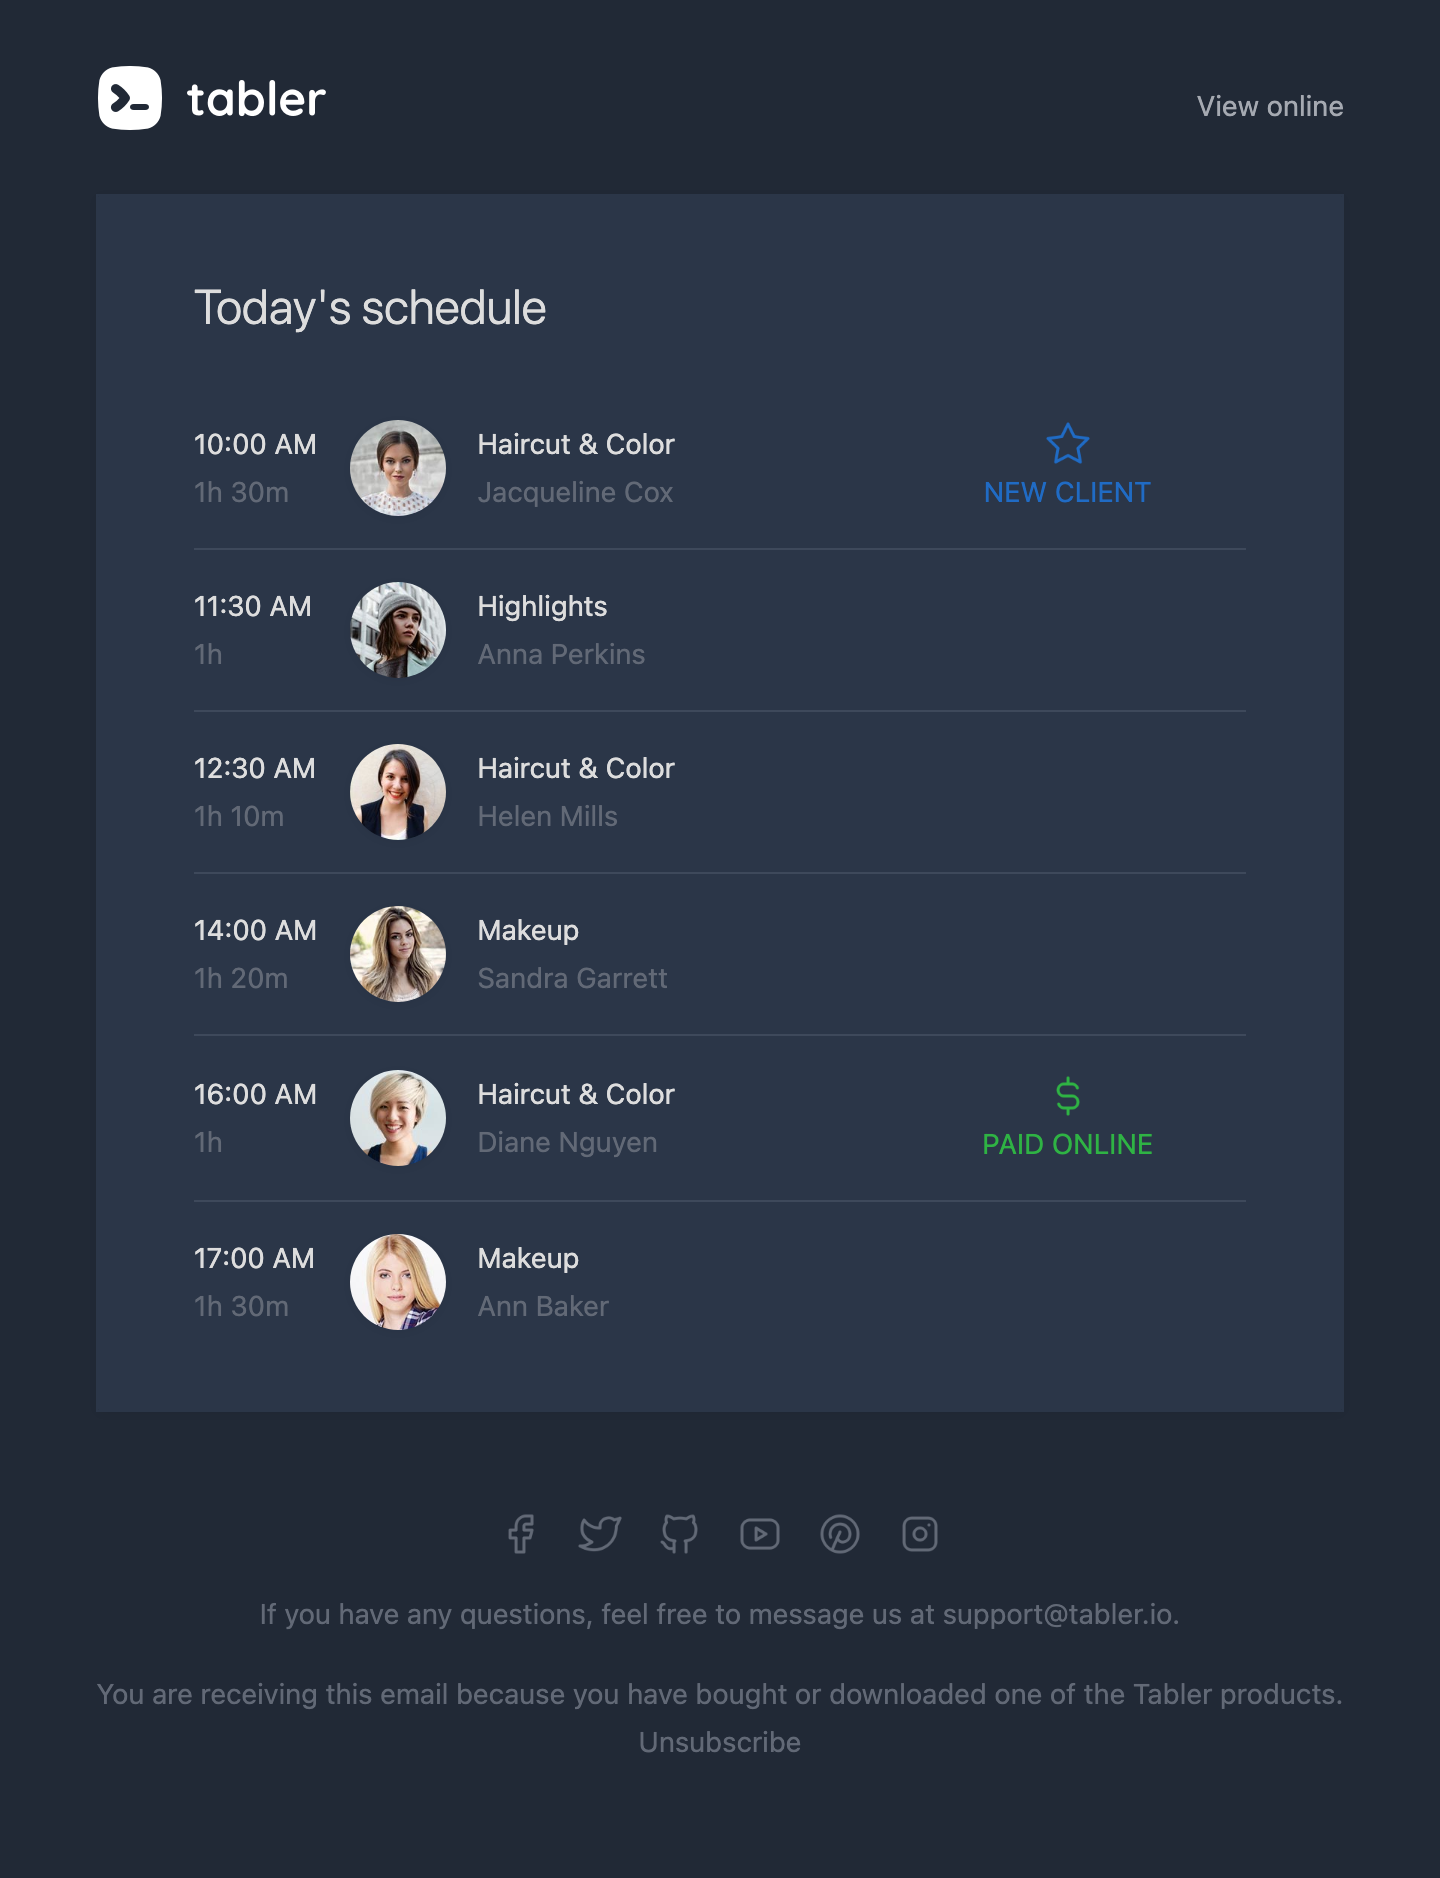 tabler
View online
Today's schedule
10:00 AM
1h 30m
Haircut & Color
Jacqueline Cox
NEW CLIENT
11:30 AM
1h
Highlights
Anna Perkins
12:30 AM
1h 10m
Haircut & Color
Helen Mills
14:00 AM
1h 20m
Makeup
Sandra Garrett
16:00 AM
1h
Haircut & Color
Diane Nguyen
PAID ONLINE
17:00 AM
1h 30m
Makeup
Ann Baker
If you have any questions, feel free to message us at support@tabler.io.
You are receiving this email because you have bought or downloaded one of the Tabler products.
Unsubscribe